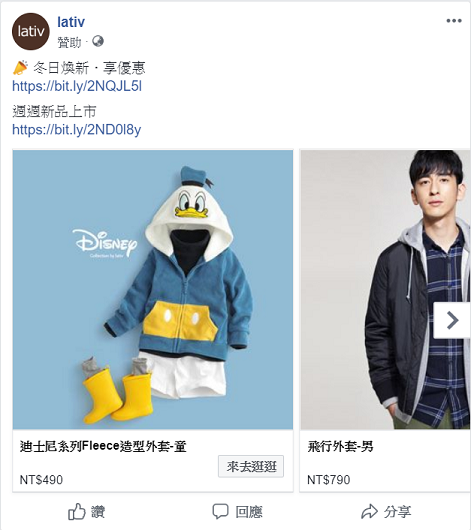 lativ
lativ
贊助 ·
冬日煥新・享優惠
https://bit.ly/2NQJL5l
週週新品上市
https://bit.ly/2ND0l8y
Disney
Collection by lativ
迪士尼系列Fleece造型外套-童
NT$490
來去逛逛
飛行外套-男
NT$790
讚
回應
分享